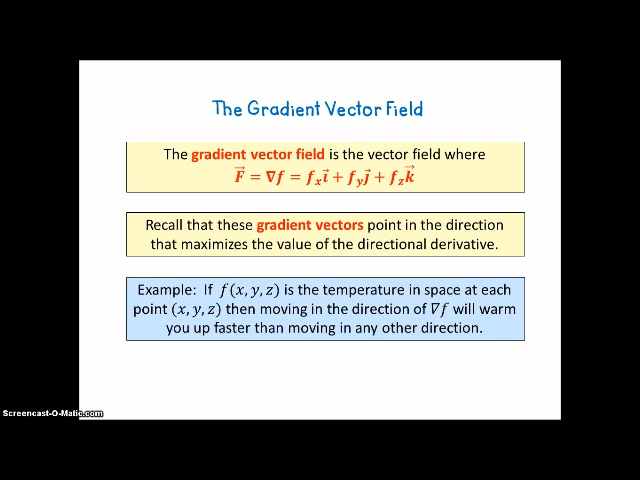 The Gradient Vector Field
The gradient vector field is the vector field where
F⃗ = ∇f = fₓi⃗ + f_y j⃗ + f_z k⃗
Recall that these gradient vectors point in the direction
that maximizes the value of the directional derivative.
Example: If f(x, y, z) is the temperature in space at each
point (x, y, z) then moving in the direction of ∇f will warm
you up faster than moving in any other direction.
Screencast-O-Matic.com